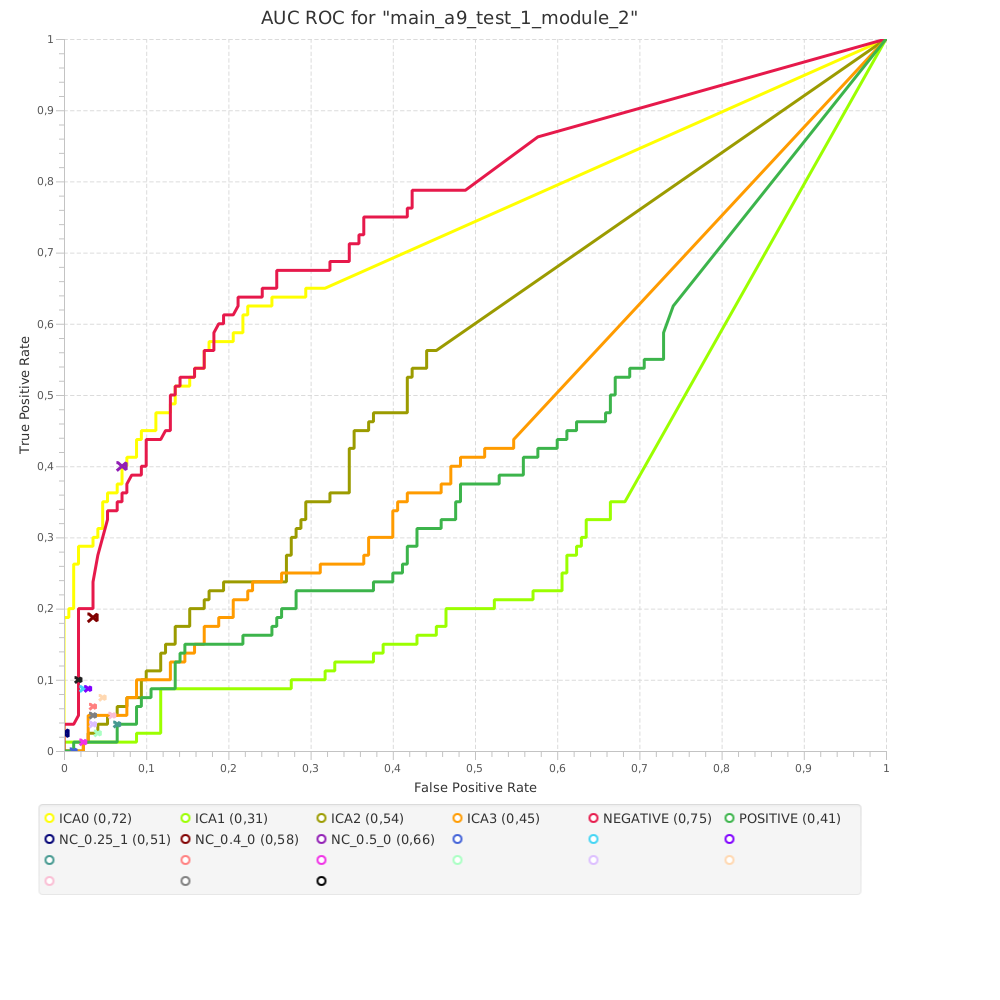 AUC ROC for "main_a9_test_1_module_2"
1
0,9
0,8
0,7
0,6
0,5
0,4
0,3
0,2
0,1
0
True Positive Rate
0 0,1 0,2 0,3 0,4 0,5 0,6 0,7 0,8 0,9 1
False Positive Rate
ICA0 (0,72) ICA1 (0,31) ICA2 (0,54) ICA3 (0,45) NEGATIVE (0,75) POSITIVE (0,41)
NC_0.25_1 (0,51) NC_0.4_0 (0,58) NC_0.5_0 (0,66)